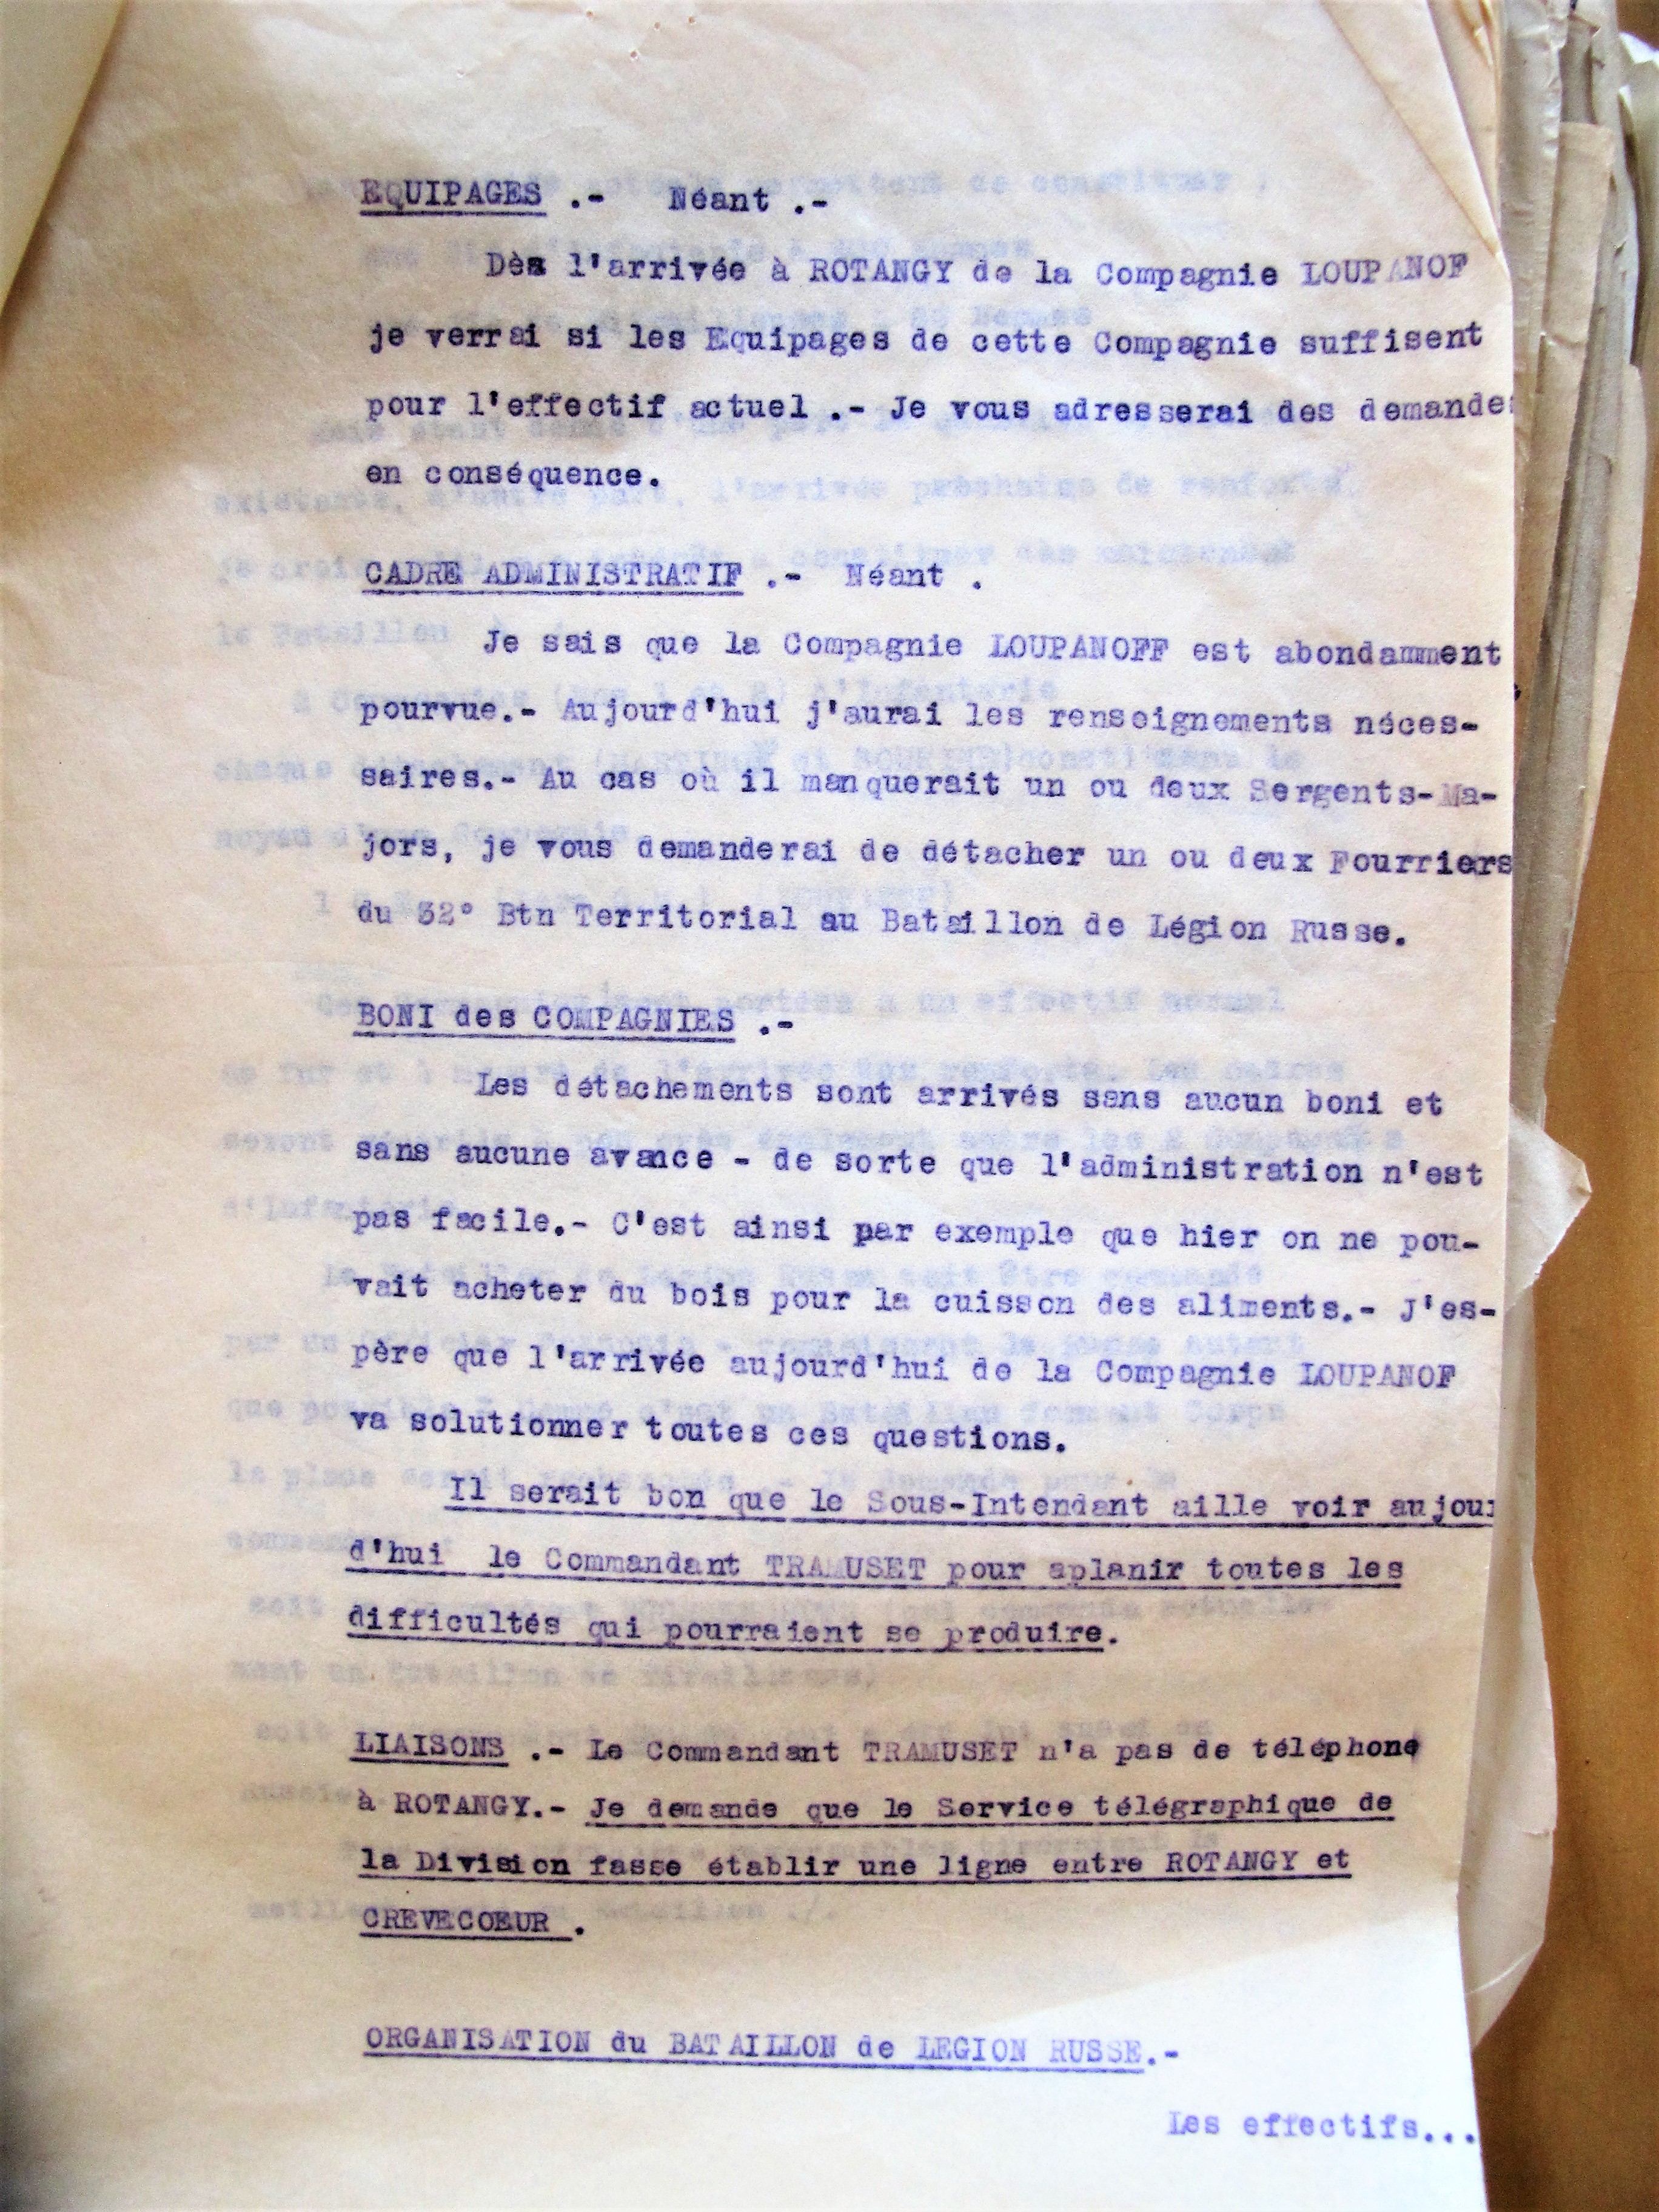 EQUIPAGES .- Néant .-
Dès l'arrivée à ROTANGY de la Compagnie LOUPANOF
je verrai si les Equipages de cette Compagnie suffisent
pour l'effectif actuel .- Je vous adresserai des demandes
en conséquence.
CADRE ADMINISTRATIF .- Néant .
Je sais que la Compagnie LOUPANOFF est abondamment
pourvue.- Aujourd'hui j'aurai les renseignements néces-
saires.- Au cas où il manquerait un ou deux Sergents-Ma-
jors, je vous demanderai de détacher un ou deux Fourriers
du 32° Btn Territorial au Bataillon de Légion Russe.
BONI des COMPAGNIES .-
Les détachements sont arrivés sans aucun boni et
sans aucune avance - de sorte que l'administration n'est
pas facile.- C'est ainsi par exemple que hier on ne pou-
vait acheter du bois pour la cuisson des aliments.- J'es-
père que l'arrivée aujourd'hui de la Compagnie LOUPANOF
va solutionner toutes ces questions.
Il serait bon que le Sous-Intendant aille voir aujour
d'hui le Commandant TRAMUSET pour aplanir toutes les
difficultés qui pourraient se produire.
LIAISONS .- Le Commandant TRAMUSET n'a pas de téléphone
à ROTANGY.- Je demande que le Service télégraphique de
la Division fasse établir une ligne entre ROTANGY et
CREVECOEUR .
ORGANISATION du BATAILLON de LEGION RUSSE.-
Les effectifs...